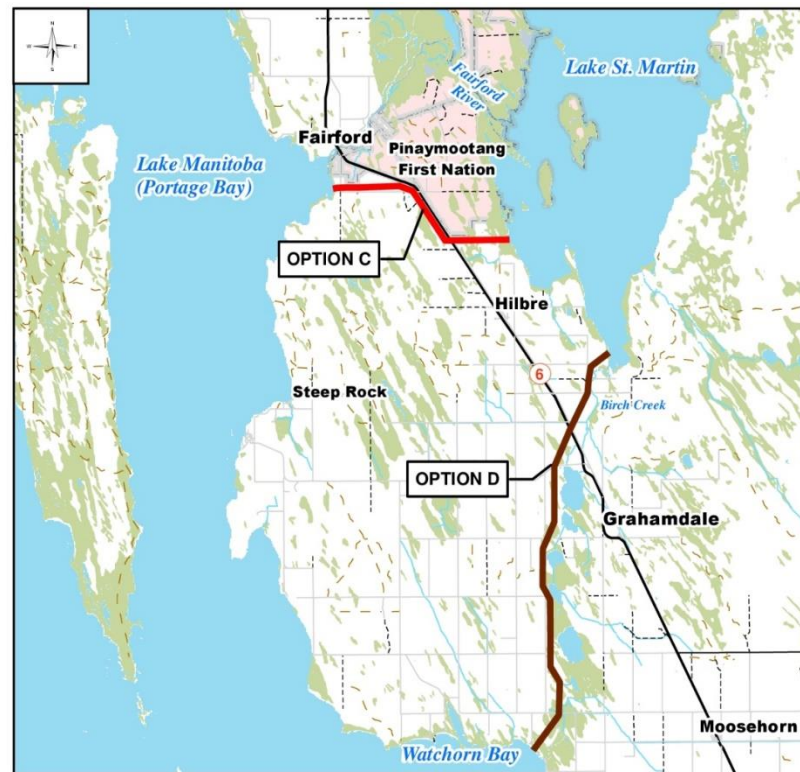 N
W E
S
Lake St. Martin
Fairford
River
Fairford
Pinaymootang
First Nation
Lake Manitoba
(Portage Bay)
OPTION C
Hilbre
6
Steep Rock
Birch Creek
OPTION D
Grahamdale
Moosehorn
Watchorn Bay